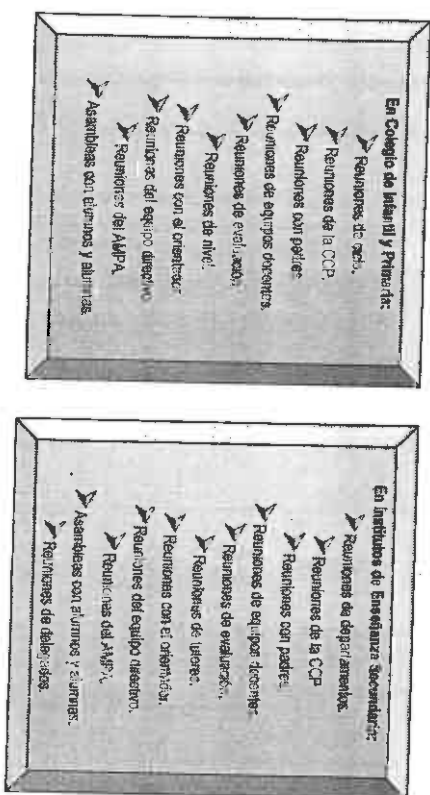 En Colegio de Infantil y Primaria:
Reuniones de ciclo.
Reuniones de la CCP.
Reuniones con padres.
Reuniones de equipos docentes.
Reuniones de evaluación.
Reuniones de nivel.
Reuniones con el orientador.
Reuniones del equipo directivo.
Reuniones del AMPA.
Asambleas con alumnos y alumnas.
En Institutos de Enseñanza Secundaria:
Reuniones de departamentos.
Reuniones de la CCP
Reuniones con padres.
Reuniones de equipos docentes.
Reuniones de evaluación.
Reuniones de tutores.
Reuniones con el orientador.
Reuniones del equipo directivo.
Reuniones del AMPA.
Asambleas con alumnos y alumnas.
Reuniones de delegados.